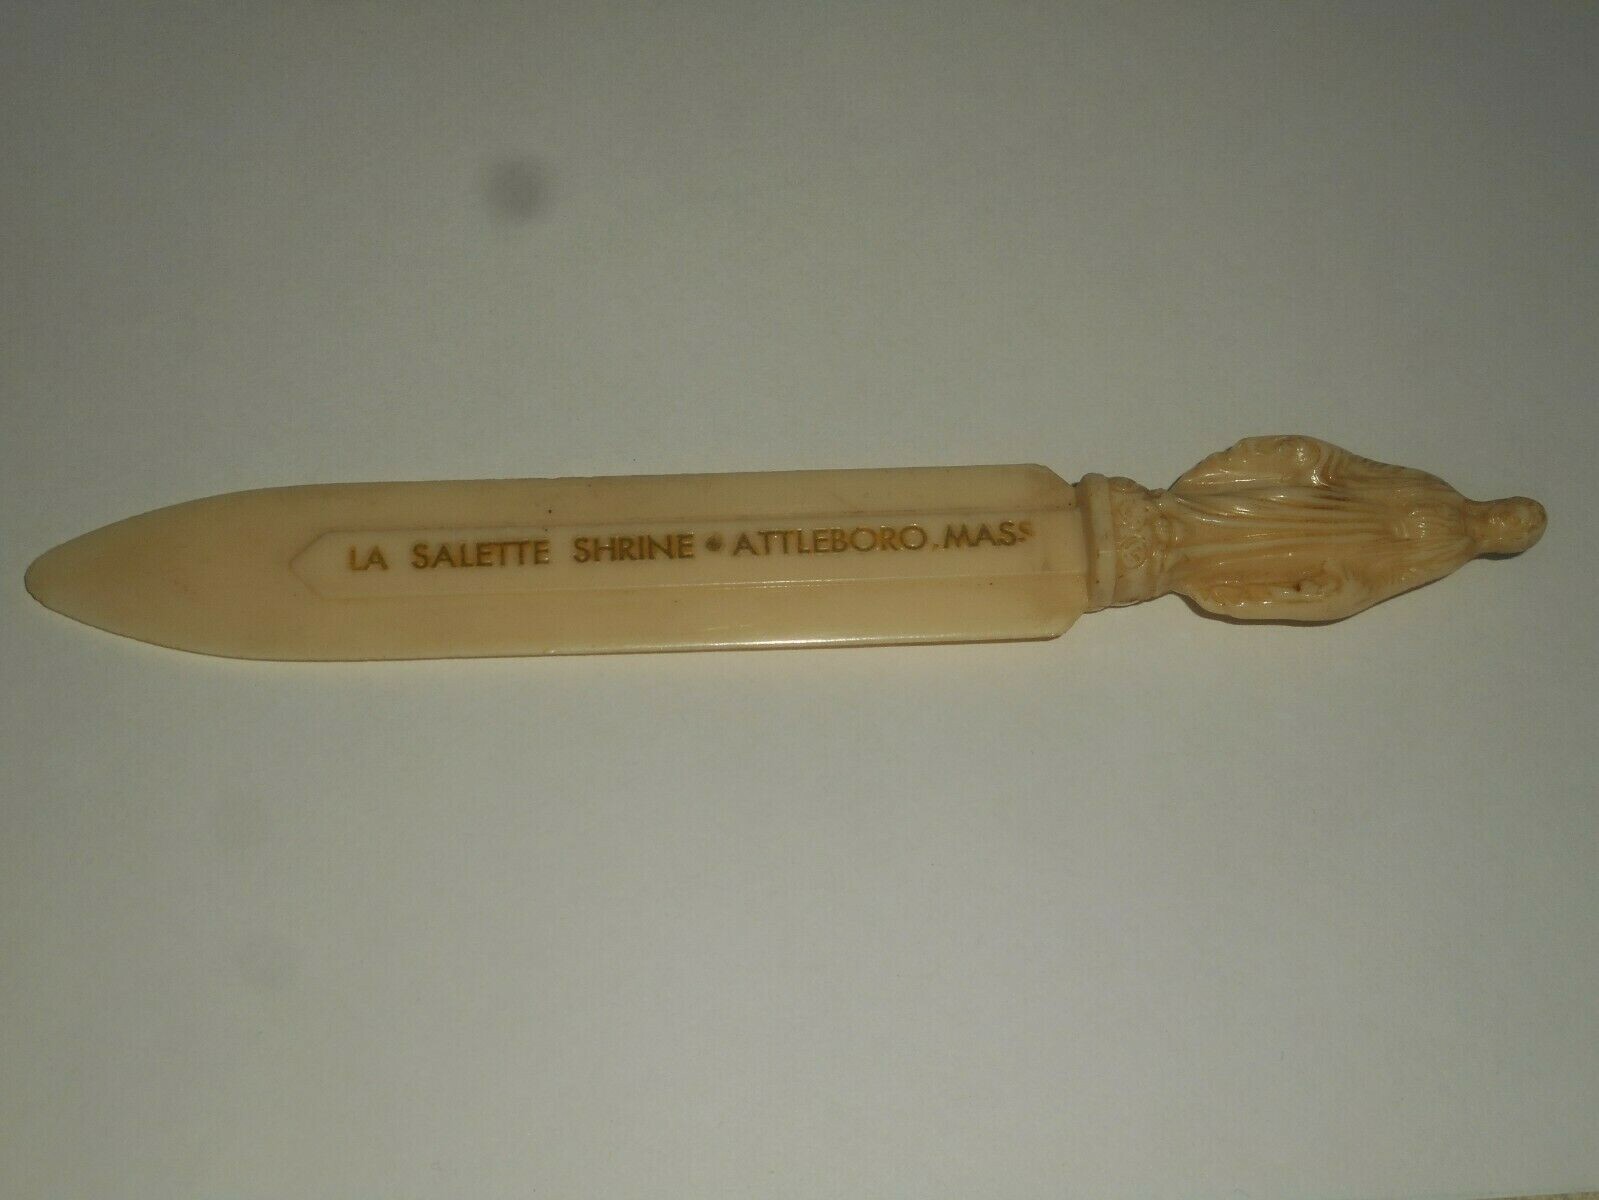 LA SALETTE SHRINE • ATTLEBORO, MASS